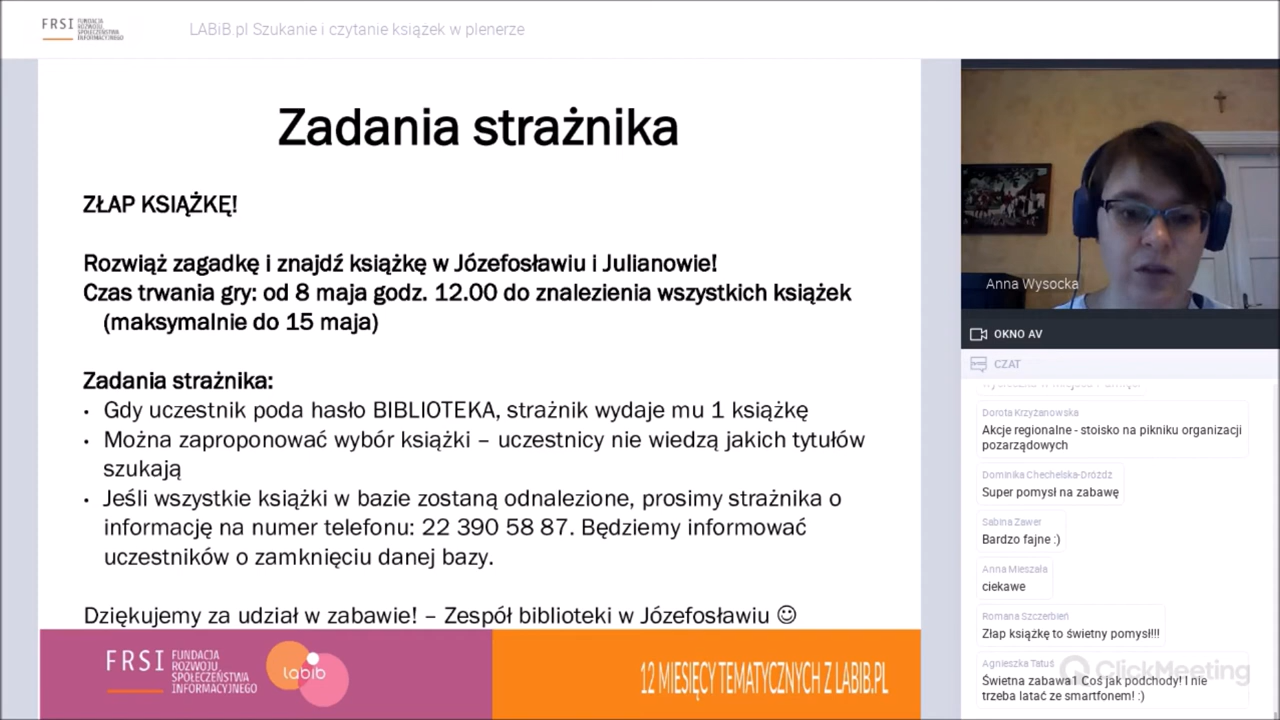 FRSI
FUNDACJA
ROZWOJU
SPOŁECZEŃSTWA
INFORMACYJNEGO
LABiB.pl Szukanie i czytanie książek w plenerze
Zadania strażnika
ZŁAP KSIĄŻKĘ!
Rozwiąż zagadkę i znajdź książkę w Józefosławiu i Julianowie!
Czas trwania gry: od 8 maja godz. 12.00 do znalezienia wszystkich książek
(maksymalnie do 15 maja)
Zadania strażnika:
• Gdy uczestnik poda hasło BIBLIOTEKA, strażnik wydaje mu 1 książkę
• Można zaproponować wybór książki – uczestnicy nie wiedzą jakich tytułów
szukają
• Jeśli wszystkie książki w bazie zostaną odnalezione, prosimy strażnika o
informację na numer telefonu: 22 390 58 87. Będziemy informować
uczestników o zamknięciu danej bazy.
Dziękujemy za udział w zabawie! – Zespół biblioteki w Józefosławiu ☺
FRSI
FUNDACJA
ROZWOJU
SPOŁECZEŃSTWA
INFORMACYJNEGO
labib
12 MIESIĘCY TEMATYCZNYCH Z LABIB.PL
Anna Wysocka
OKNO AV
CZAT
Dorota Krzyżanowska
Akcje regionalne - stoisko na pikniku organizacji
pozarządowych
Dominika Chechelska-Dróżdż
Super pomysł na zabawę
Sabina Zawer
Bardzo fajne :)
Anna Mieszała
ciekawe
Romana Szczerbień
Złap książkę to świetny pomysł!!!
Agnieszka Tatuś
Świetna zabawa1 Coś jak podchody! I nie
trzeba latać ze smartfonem! :)
ClickMeeting